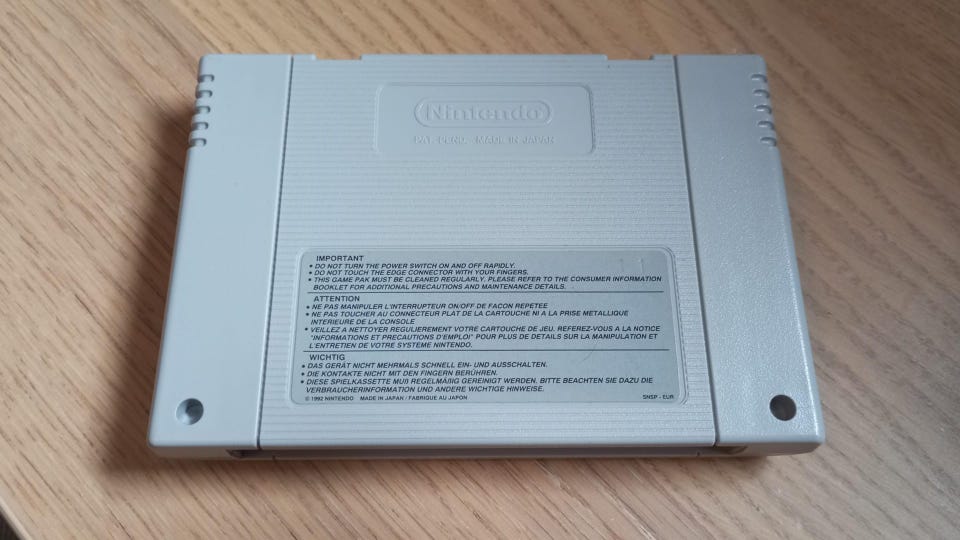 Nintendo
PAT. PEND. MADE IN JAPAN
IMPORTANT
• DO NOT TURN THE POWER SWITCH ON AND OFF RAPIDLY.
• DO NOT TOUCH THE EDGE CONNECTOR WITH YOUR FINGERS.
• THIS GAME PAK MUST BE CLEANED REGULARLY. PLEASE REFER TO THE CONSUMER INFORMATION
BOOKLET FOR ADDITIONAL PRECAUTIONS AND MAINTENANCE DETAILS.
ATTENTION
• NE PAS MANIPULER L'INTERRUPTEUR ON/OFF DE FACON REPETEE
• NE PAS TOUCHER AU CONNECTEUR PLAT DE LA CARTOUCHE NI A LA PRISE METALLIQUE
INTERIEURE DE LA CONSOLE
• VEILLEZ A NETTOYER REGULIEREMENT VOTRE CARTOUCHE DE JEU. REFEREZ-VOUS A LA NOTICE
"INFORMATIONS ET PRECAUTIONS D'EMPLOI" POUR PLUS DE DETAILS SUR LA MANIPULATION ET
L'ENTRETIEN DE VOTRE SYSTEME NINTENDO.
WICHTIG
• DAS GERÄT NICHT MEHRMALS SCHNELL EIN- UND AUSSCHALTEN.
• DIE KONTAKTE NICHT MIT DEN FINGERN BERÜHREN.
• DIESE SPIELKASSETTE MUß REGELMÄßIG GEREINIGT WERDEN. BITTE BEACHTEN SIE DAZU DIE
VERBRAUCHERINFORMATION UND ANDERE WICHTIGE HINWEISE.
© 1992 NINTENDO MADE IN JAPAN / FABRIQUE AU JAPON SNSP - EUR